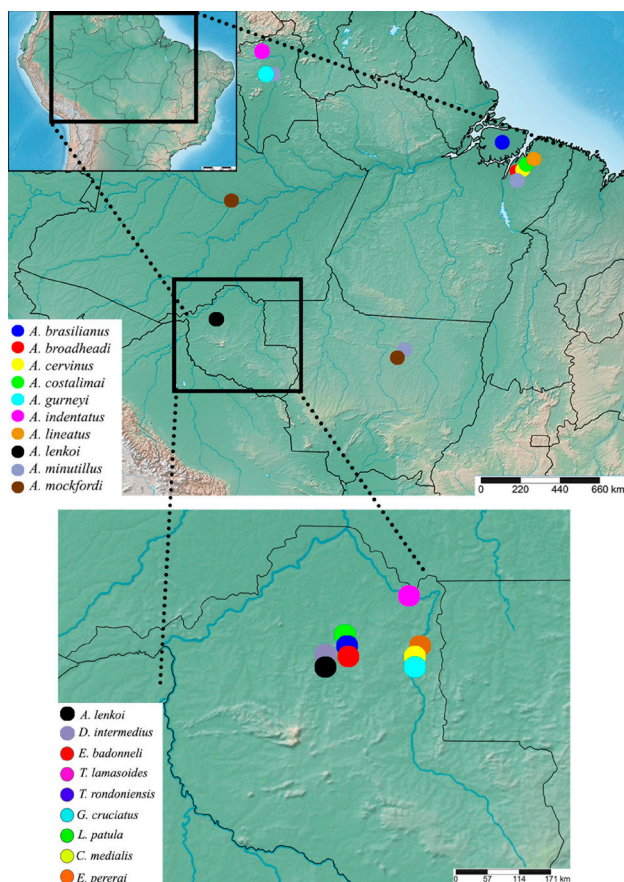 A. brasilianus
A. broadheadi
A. cervinus
A. costalimai
A. gurneyi
A. indentatus
A. lineatus
A. lenkoi
A. minutillus
A. mockfordi
0 220 440 660 km
A. lenkoi
D. intermedius
E. badonneli
T. lamasoides
T. rondoniensis
G. cruciatus
L. patula
C. medialis
E. pererai
0 57 114 171 km